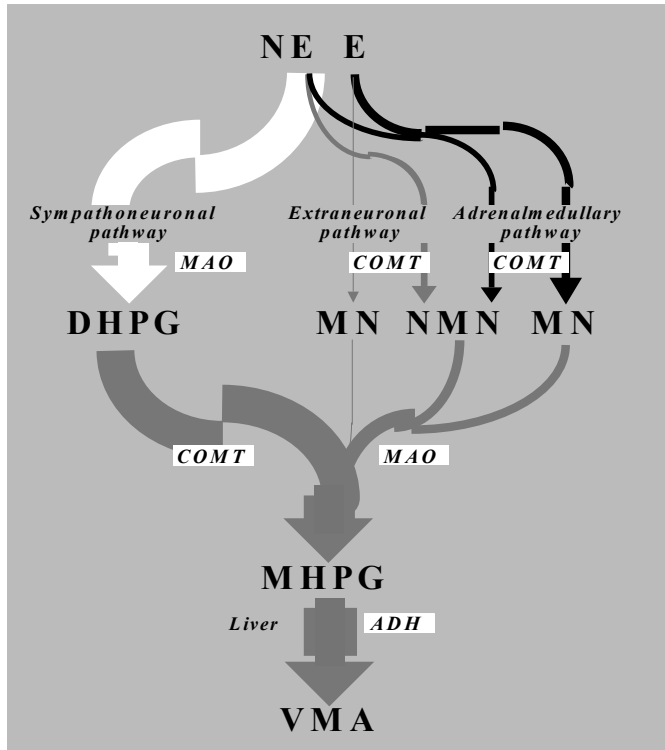 NE E
Sympathoneuronal pathway
Extraneuronal pathway
Adrenalmedullary pathway
MAO
COMT
COMT
DHPG
MN
NMN
MN
COMT
MAO
MHPG
Liver
ADH
VMA